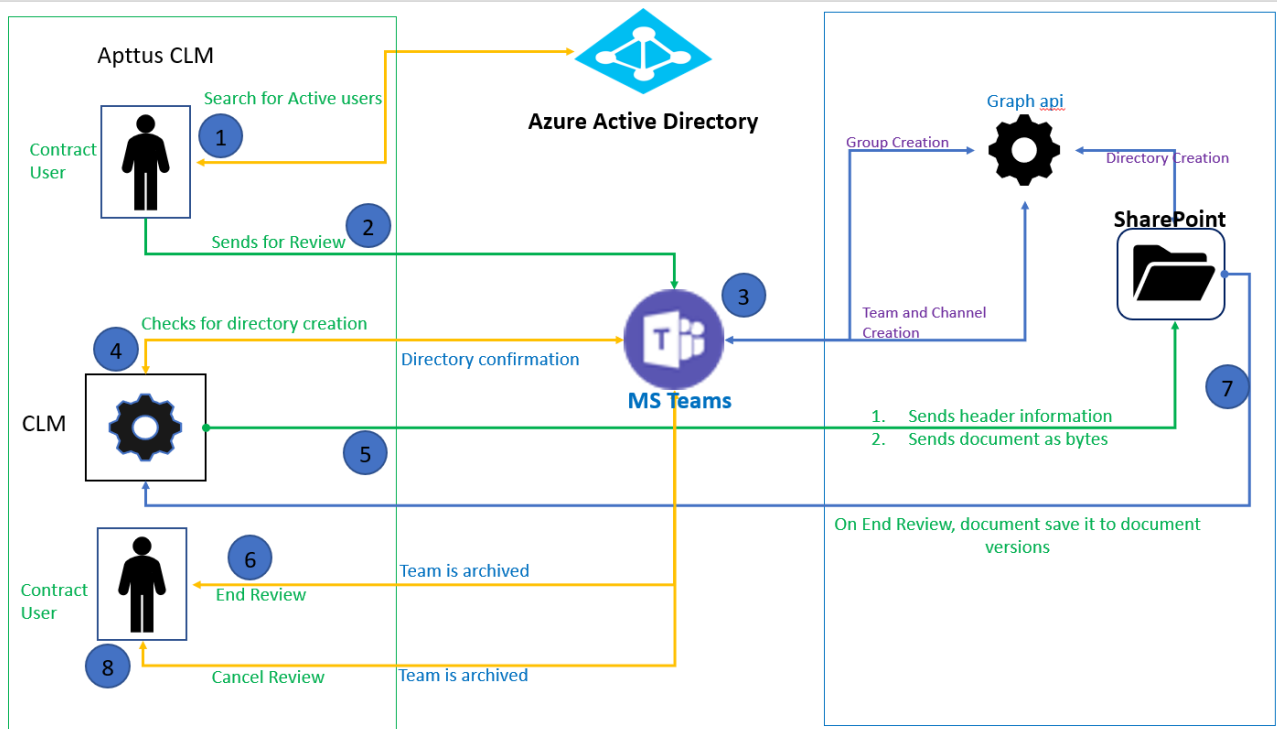 Apttus CLM
Search for Active users
1
Contract
User
Azure Active Directory
Graph api
Group Creation
Directory Creation
SharePoint
2
Sends for Review
3
Team and Channel
Creation
Checks for directory creation
4
Directory confirmation
T
MS Teams
7
CLM
1. Sends header information
2. Sends document as bytes
5
On End Review, document save it to document
versions
6
Team is archived
End Review
Contract
User
8
Cancel Review
Team is archived